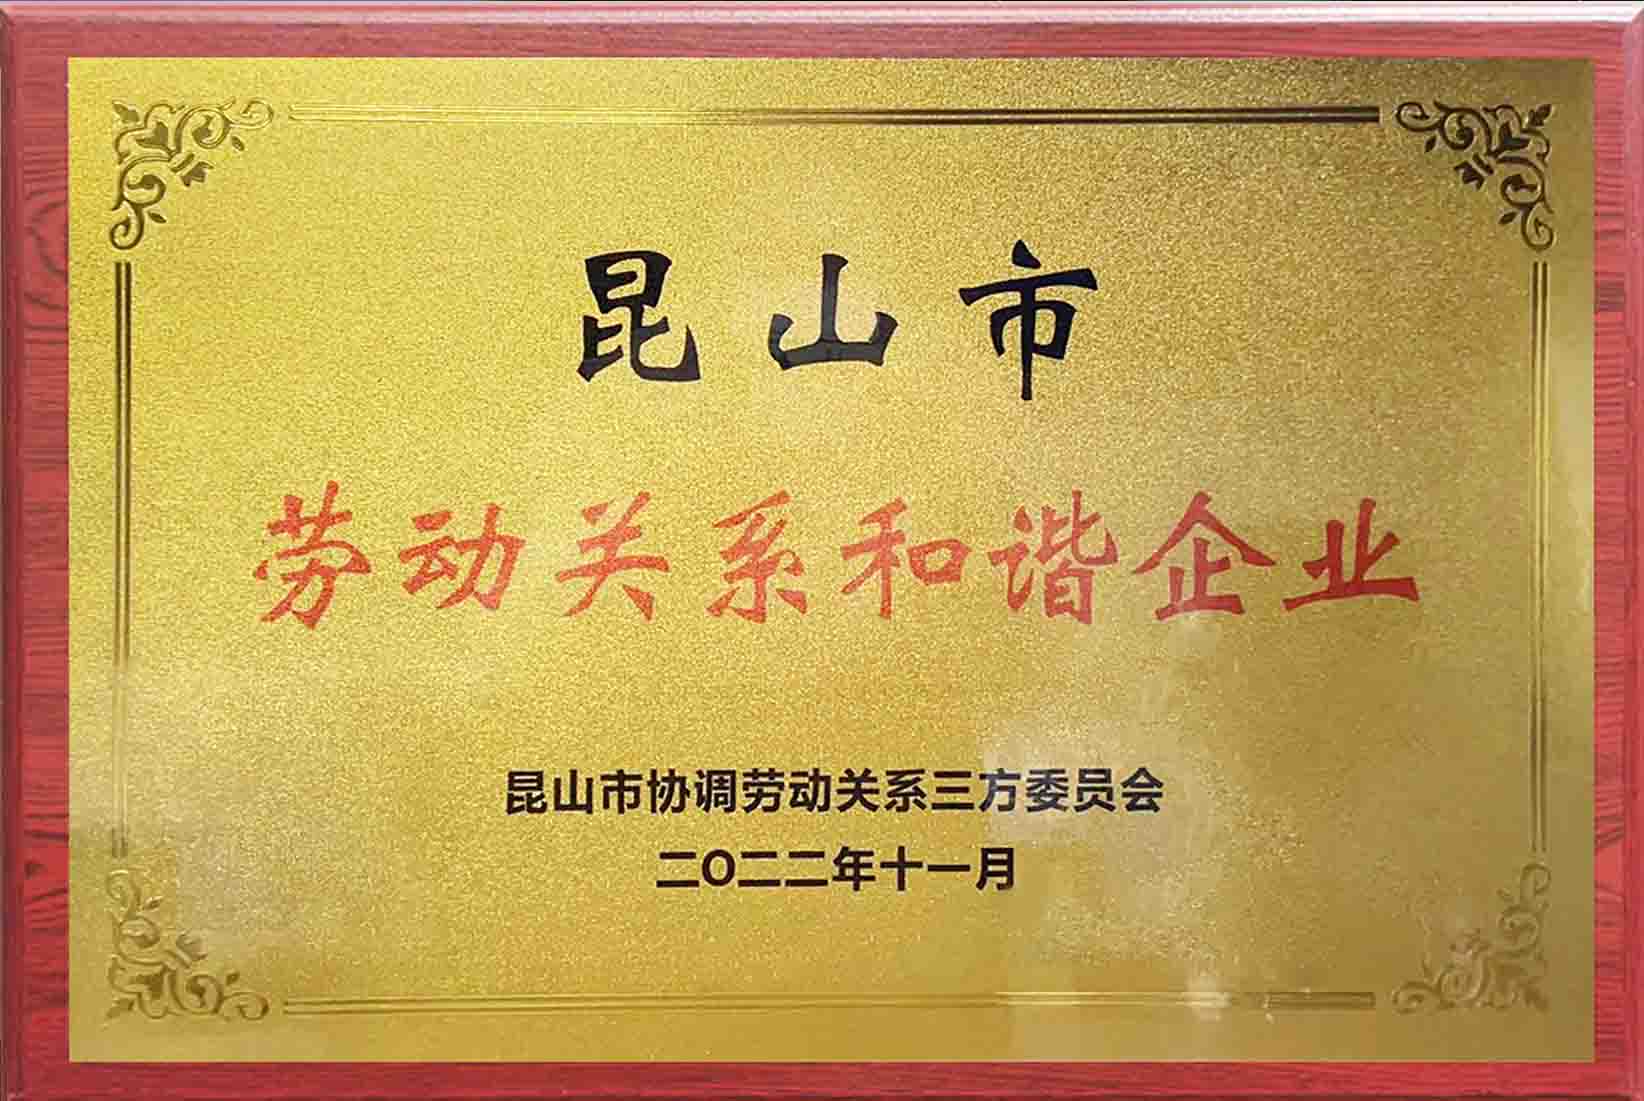 昆山市
劳动关系和谐企业
昆山市协调劳动关系三方委员会
二〇二二年十一月